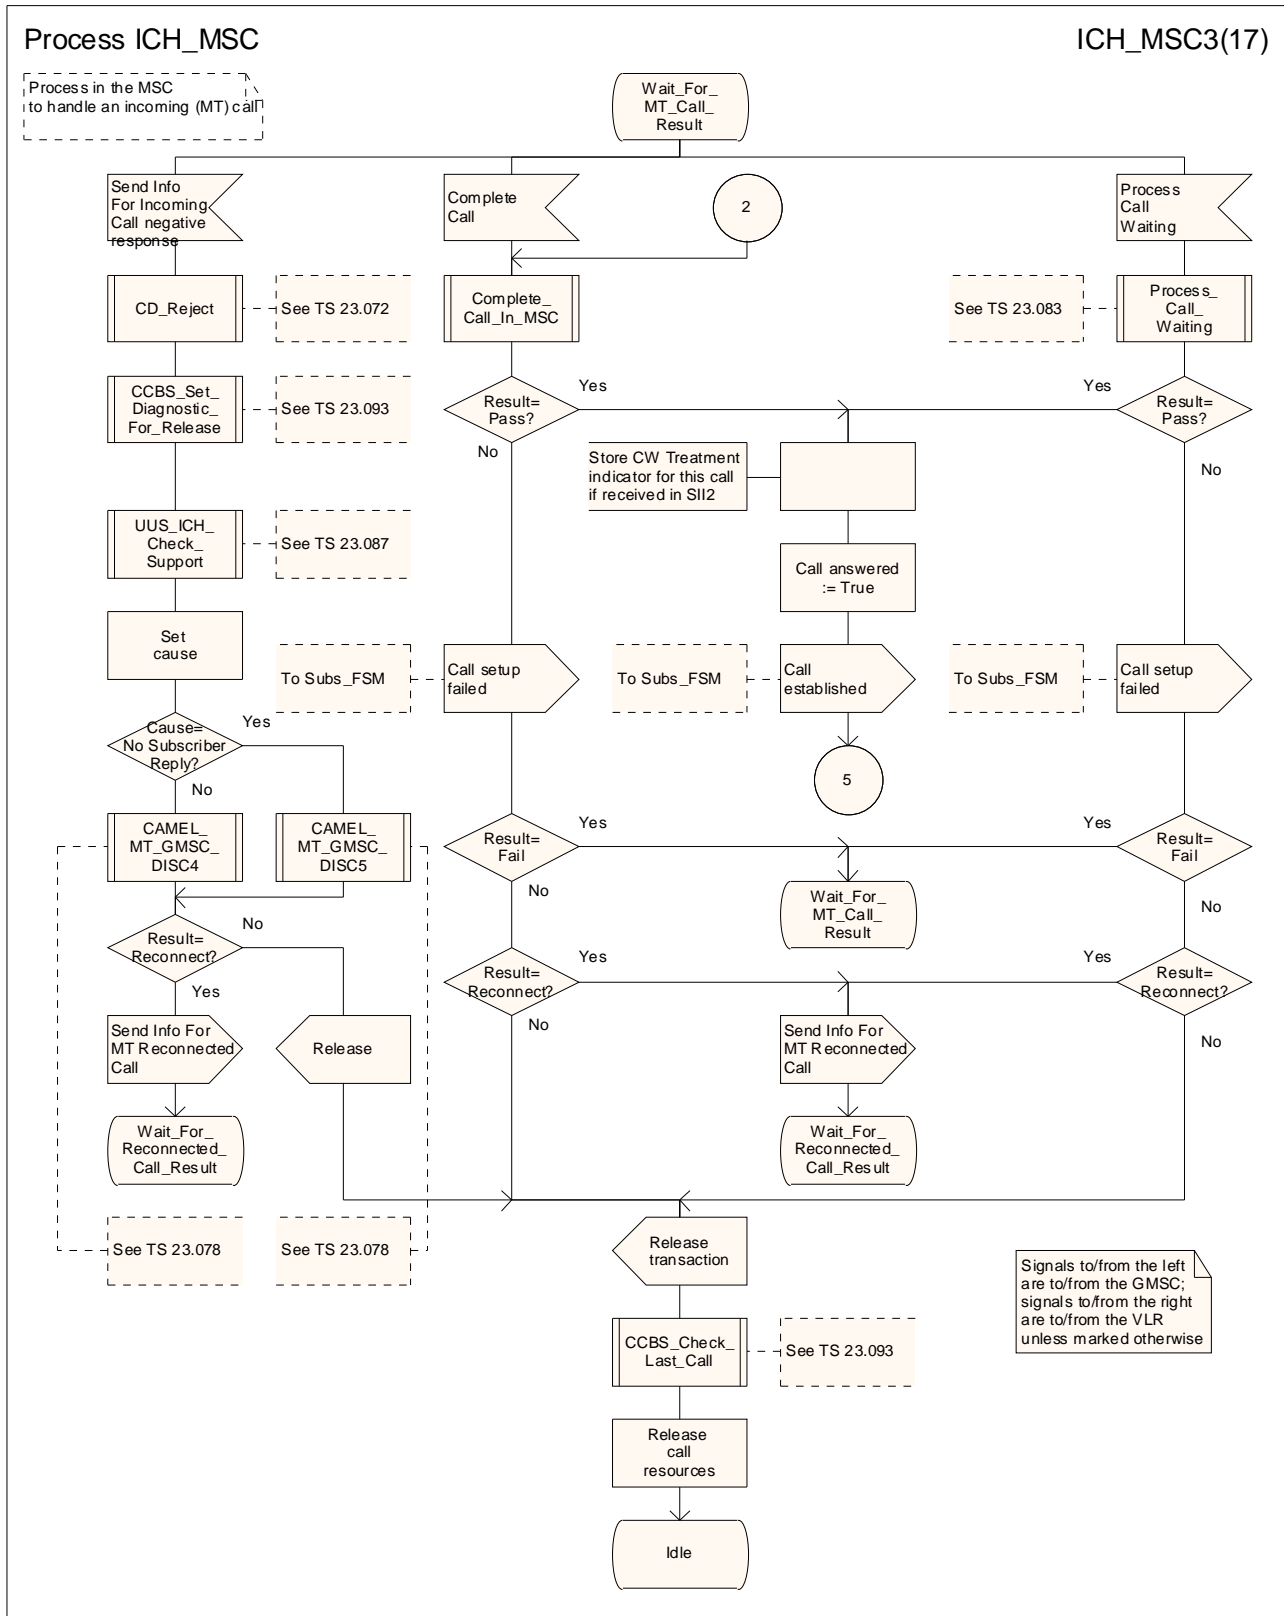 Process ICH_MSC
ICH_MSC3(17)
Process in the MSC
to handle an incoming (MT) call
Wait_For_
MT_Call_
Result
Send Info
For Incoming
Call negative
response
Complete
Call
2
Process
Call
Waiting
CD_Reject
See TS 23.072
Complete_
Call_In_MSC
See TS 23.083
Process_
Call_
Waiting
CCBS_Set_
Diagnostic_
For_Release
See TS 23.093
Result=
Pass?
Yes
No
Yes
Result=
Pass?
No
Store CW Treatment
indicator for this call
if received in SII2
UUS_ICH_
Check_
Support
See TS 23.087
Call answered
:= True
Set
cause
To Subs_FSM
Call setup
failed
To Subs_FSM
Call
established
To Subs_FSM
Call setup
failed
Cause=
No Subscriber
Reply?
Yes
No
5
CAMEL_
MT_GMSC_
DISC4
CAMEL_
MT_GMSC_
DISC5
Result=
Fail
Yes
No
Yes
Result=
Fail
No
Wait_For_
MT_Call_
Result
Result=
Reconnect?
No
Yes
Result=
Reconnect?
Yes
No
Yes
Result=
Reconnect?
No
Send Info For
MT Reconnected
Call
Release
Send Info For
MT Reconnected
Call
Wait_For_
Reconnected_
Call_Result
Wait_For_
Reconnected_
Call_Result
See TS 23.078
See TS 23.078
Release
transaction
Signals to/from the left
are to/from the GMSC;
signals to/from the right
are to/from the VLR
unless marked otherwise
CCBS_Check_
Last_Call
See TS 23.093
Release
call
resources
Idle